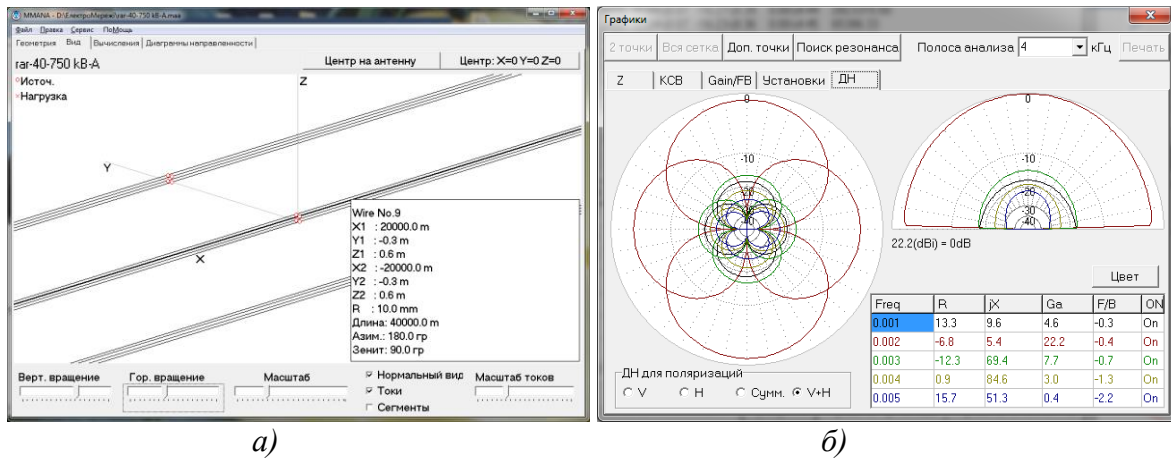 MMANA - D:\ЕлектроМережі\rar-40-750 kB-A.maa
Файл Правка Сервис ПоМощь
Геометрия Вид Вычисления Диаграммы направленности
rar-40-750 kB-A
Центр на антенну Центр: X=0 Y=0 Z=0
Источ.
Нагрузка
Z
Y
X
Wire No.9
X1 : 20000.0 m
Y1 : -0.3 m
Z1 : 0.6 m
X2 : -20000.0 m
Y2 : -0.3 m
Z2 : 0.6 m
R : 10.0 mm
Длина: 40000.0 m
Азим.: 180.0 гр
Зенит: 90.0 гр
Верт. вращение Гор. вращение Масштаб
Нормальный вид
Токи
Сегменты
Масштаб токов
а)
Графики
2 точки Вся сетка Доп. точки Поиск резонанса Полоса анализа 4 кГц Печать
Z КСВ Gain/FB Установки ДН
0
-10
-20
-30
-40
0
-10
-20
-30
-40
22.2(dBi) = 0dB
Цвет
Freq R jX Ga F/B ON
0.001 13.3 9.6 4.6 -0.3 On
0.002 -6.8 5.4 22.2 -0.4 On
0.003 -12.3 69.4 7.7 -0.7 On
0.004 0.9 84.6 3.0 -1.3 On
0.005 15.7 51.3 0.4 -2.2 On
ДН для поляризаций
V H Сумм. V+H
б)